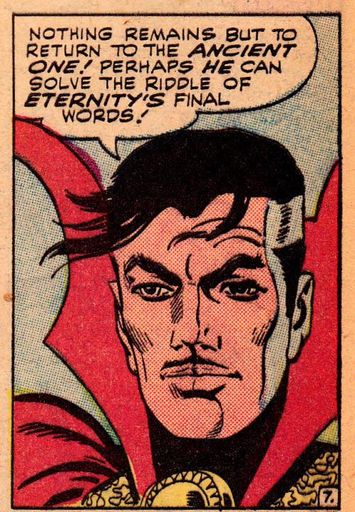 NOTHING REMAINS BUT TO
RETURN TO THE ANCIENT
ONE! PERHAPS HE CAN
SOLVE THE RIDDLE OF
ETERNITY'S FINAL
WORDS!
7.